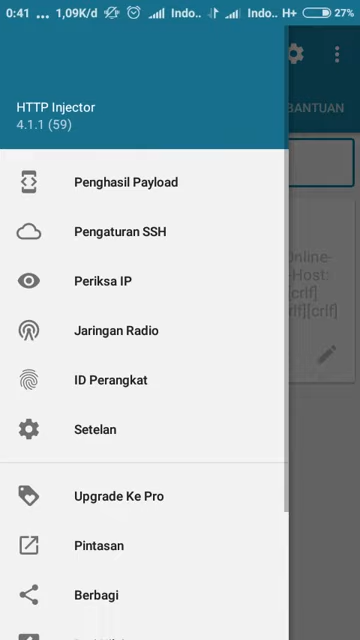 0:41 ... 1,09K/d Indo.. Indo.. H+ 27%
HTTP Injector
4.1.1 (59)
BANTUAN
Penghasil Payload
Pengaturan SSH
Periksa IP
Online-
-Host:
[crlf]
[crlf]
Jaringan Radio
ID Perangkat
Setelan
Upgrade Ke Pro
Pintasan
Berbagi